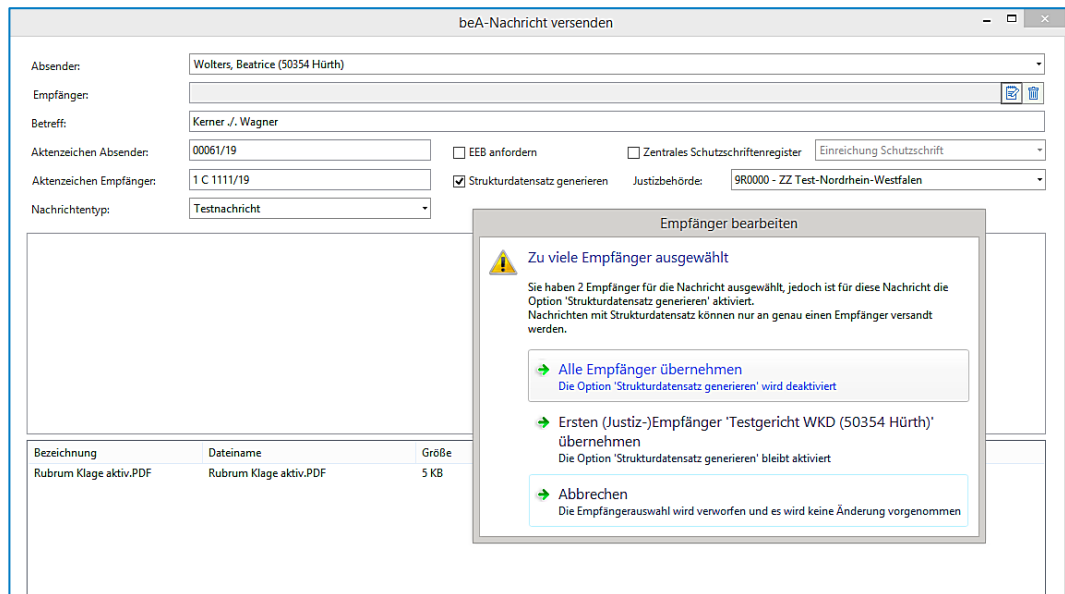 beA-Nachricht versenden
Absender: Wolters, Beatrice (50354 Hürth)
Empfänger:
Betreff: Kerner ./. Wagner
Aktenzeichen Absender: 00061/19 EEB anfordern Zentrales Schutzschriftenregister Einreichung Schutzschrift
Aktenzeichen Empfänger: 1 C 1111/19 Strukturdatensatz generieren Justizbehörde: 9R0000 - ZZ Test-Nordrhein-Westfalen
Nachrichtentyp: Testnachricht
Empfänger bearbeiten
Zu viele Empfänger ausgewählt
Sie haben 2 Empfänger für die Nachricht ausgewählt, jedoch ist für diese Nachricht die
Option 'Strukturdatensatz generieren' aktiviert.
Nachrichten mit Strukturdatensatz können nur an genau einen Empfänger versandt
werden.
Alle Empfänger übernehmen
Die Option 'Strukturdatensatz generieren' wird deaktiviert
Ersten (Justiz-)Empfänger 'Testgericht WKD (50354 Hürth)'
übernehmen
Die Option 'Strukturdatensatz generieren' bleibt aktiviert
Abbrechen
Die Empfängerauswahl wird verworfen und es wird keine Änderung vorgenommen
Bezeichnung Dateiname Größe
Rubrum Klage aktiv.PDF Rubrum Klage aktiv.PDF 5 KB